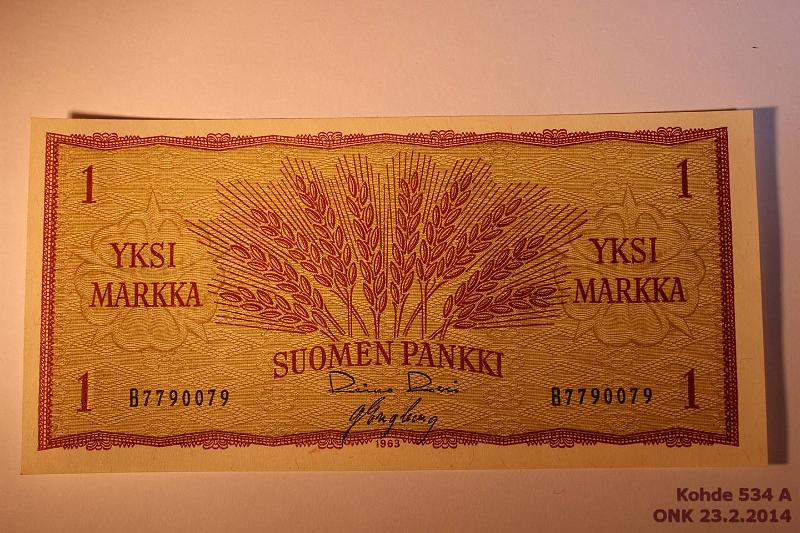 1
1
YKSI
MARKKA
YKSI
MARKKA
SUOMEN PANKKI
1
B7790079
B7790079
1
1963
Kohde 534 A
ONK 23.2.2014